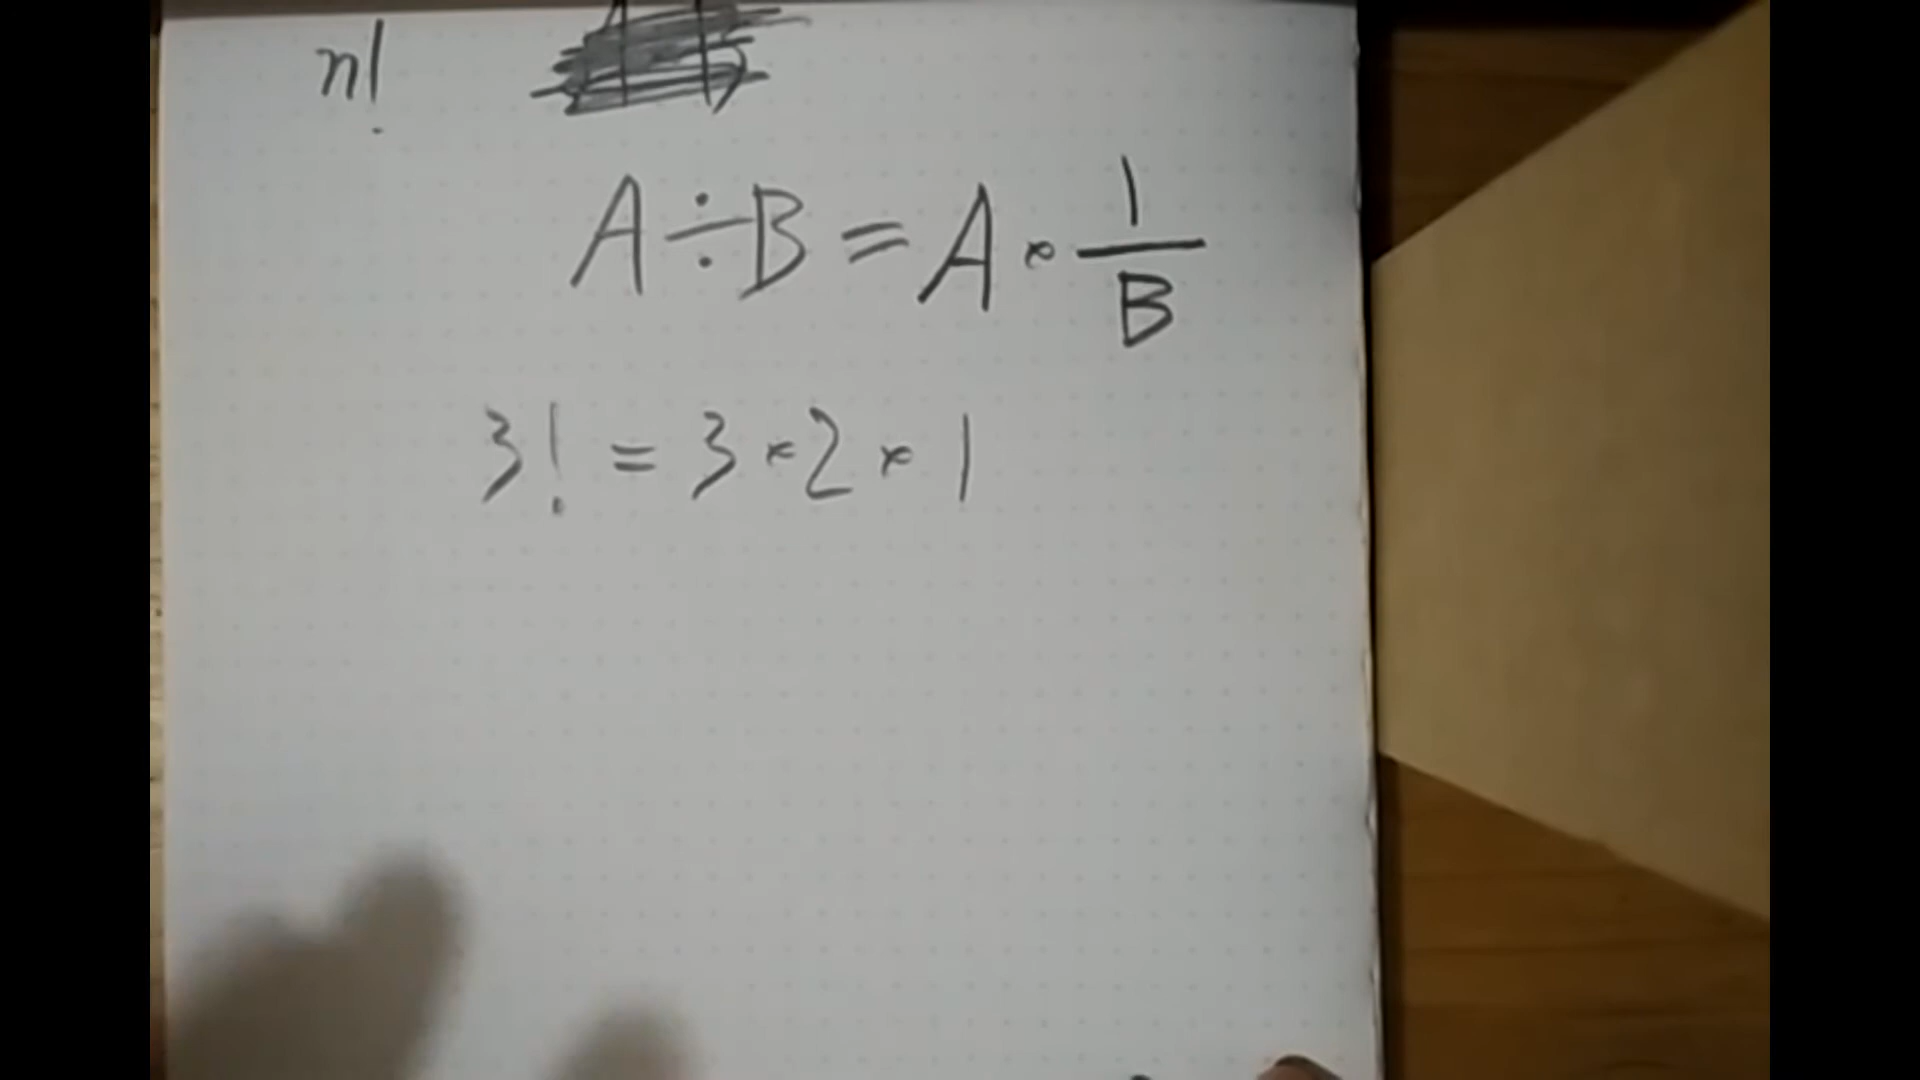 n!
A ÷ B = A * 1/B
3! = 3 * 2 * 1